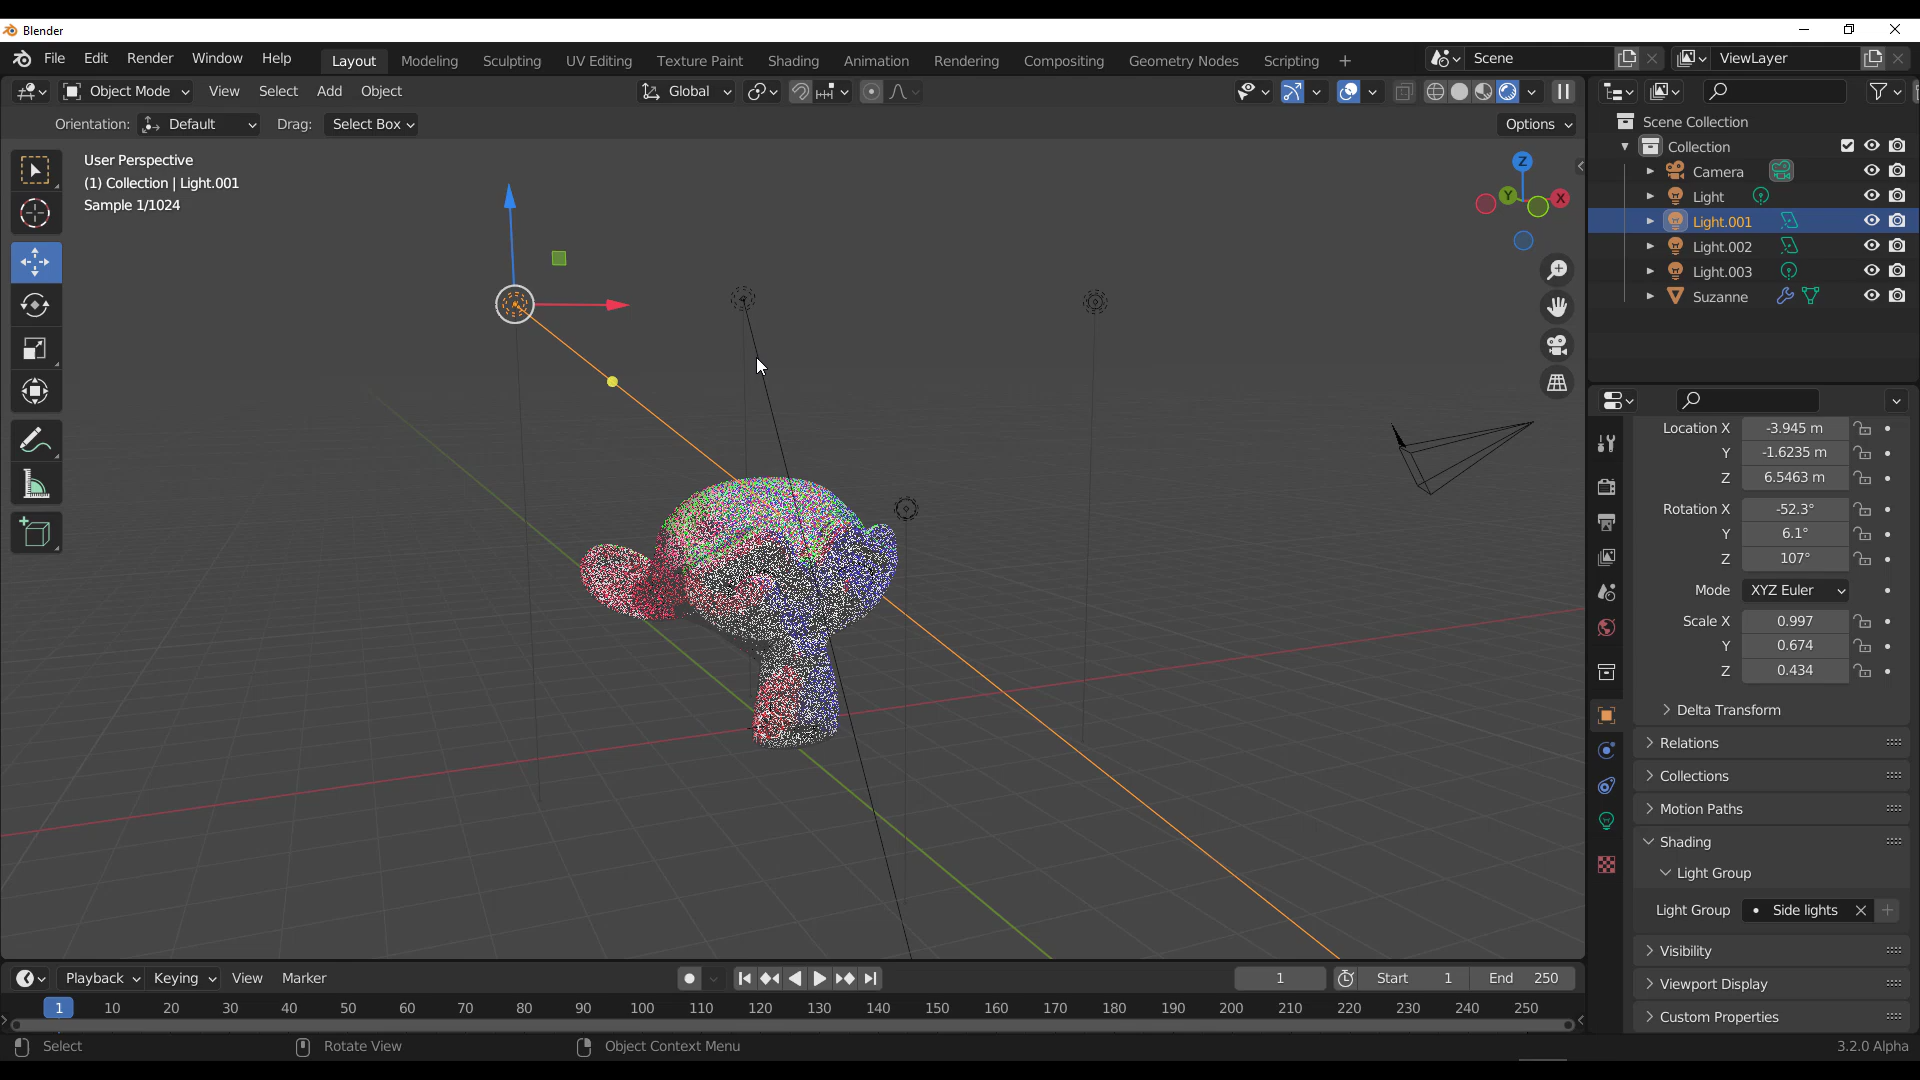 Blender
File Edit Render Window Help Layout Modeling Sculpting UV Editing Texture Paint Shading Animation Rendering Compositing Geometry Nodes Scripting + Scene ViewLayer
Object Mode View Select Add Object Global
Orientation: Default Drag: Select Box Options
User Perspective
(1) Collection | Light.001
Sample 1/1024
Z
Y
X
Scene Collection
Collection
Camera
Light
Light.001
Light.002
Light.003
Suzanne
Location X -3.945 m
Y -1.6235 m
Z 6.5463 m
Rotation X -52.3°
Y 6.1°
Z 107°
Mode XYZ Euler
Scale X 0.997
Y 0.674
Z 0.434
Delta Transform
Relations
Collections
Motion Paths
Shading
Light Group
Light Group Side lights
Visibility
Viewport Display
Custom Properties
Playback Keying View Marker 1 Start 1 End 250
1 10 20 30 40 50 60 70 80 90 100 110 120 130 140 150 160 170 180 190 200 210 220 230 240 250
Select Rotate View Object Context Menu 3.2.0 Alpha